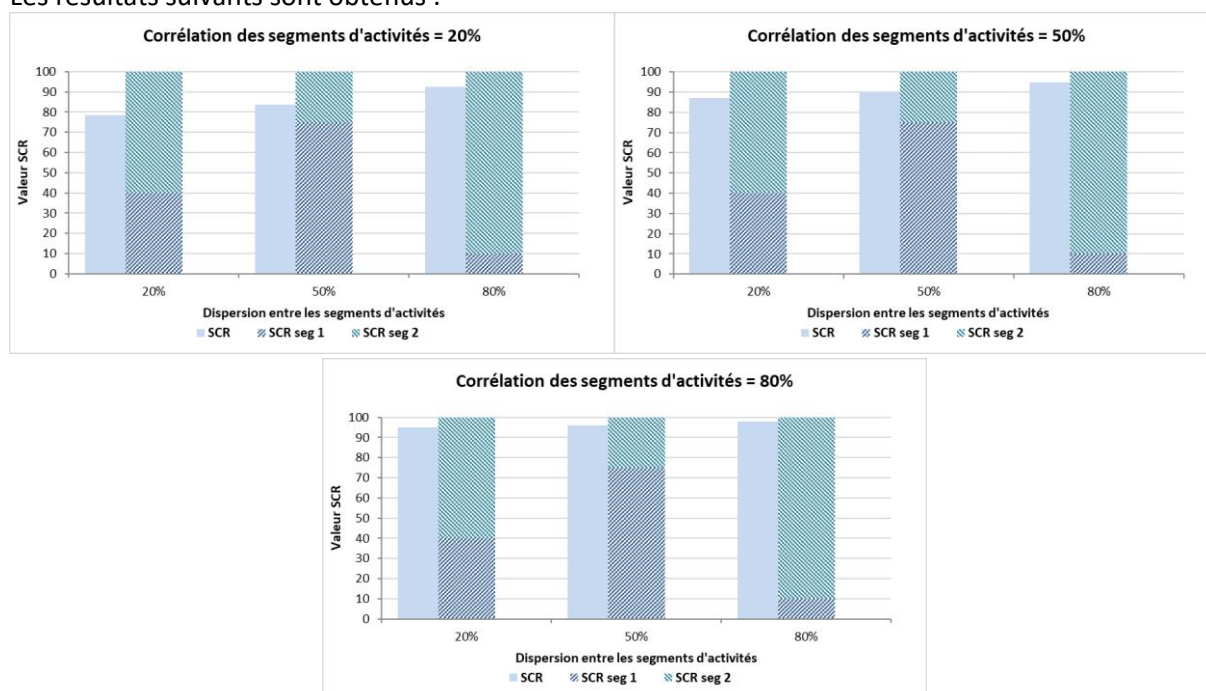 Les résultats suivants sont obtenus :
Corrélation des segments d'activités = 20%
100
90
80
70
60
50
40
30
20
10
0
Valeur SCR
20% 50% 80%
Dispersion entre les segments d'activités
SCR SCR seg 1 SCR seg 2
Corrélation des segments d'activités = 50%
100
90
80
70
60
50
40
30
20
10
0
Valeur SCR
20% 50% 80%
Dispersion entre les segments d'activités
SCR SCR seg 1 SCR seg 2
Corrélation des segments d'activités = 80%
100
90
80
70
60
50
40
30
20
10
0
Valeur SCR
20% 50% 80%
Dispersion entre les segments d'activités
SCR SCR seg 1 SCR seg 2